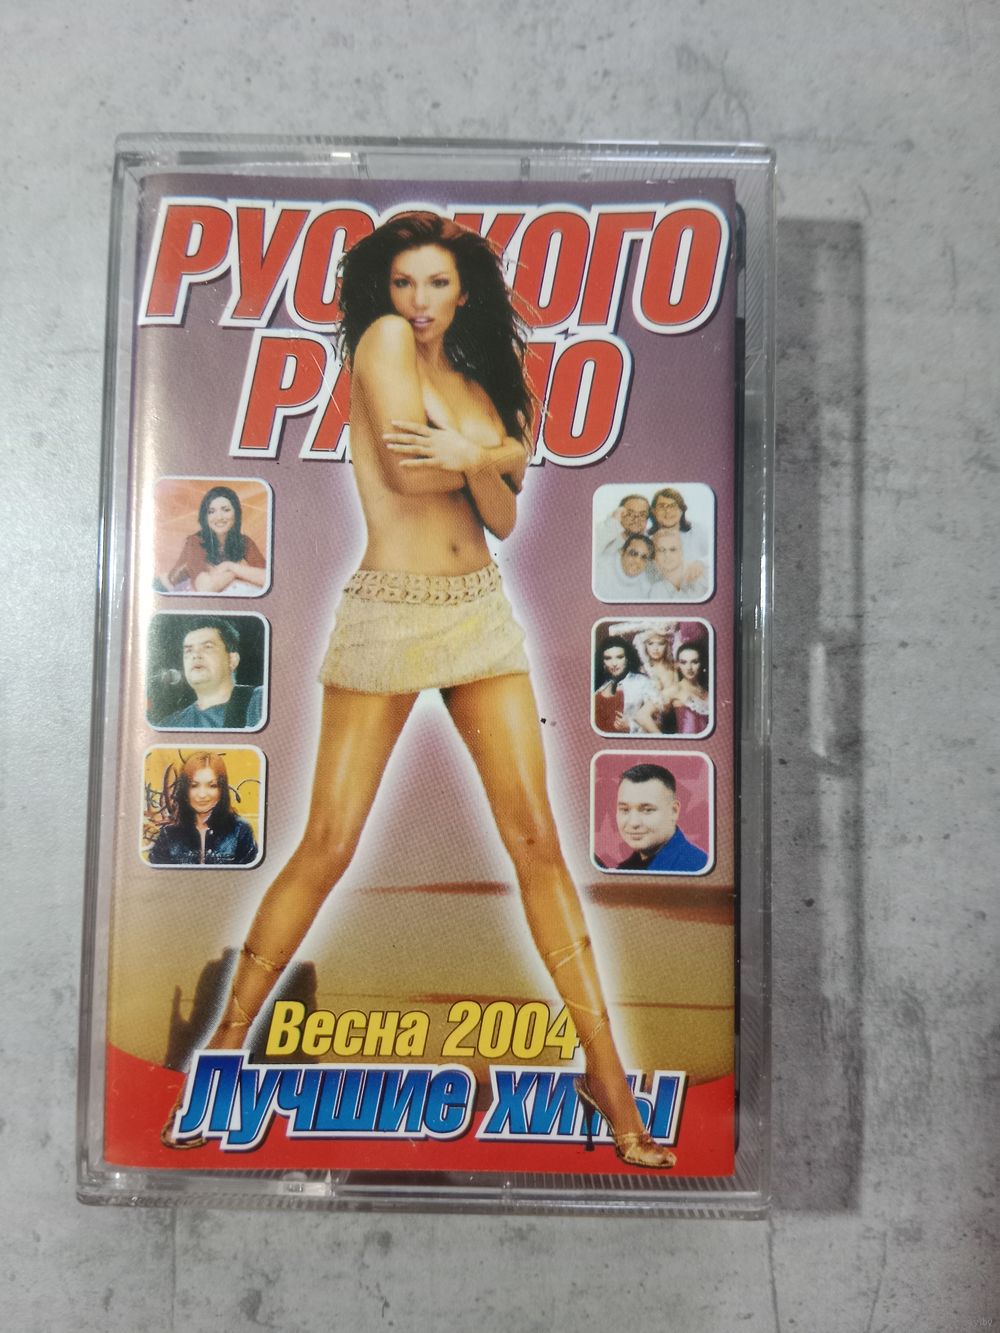 РУССКОГО
РАДИО
Весна 2004
Лучшие хиты